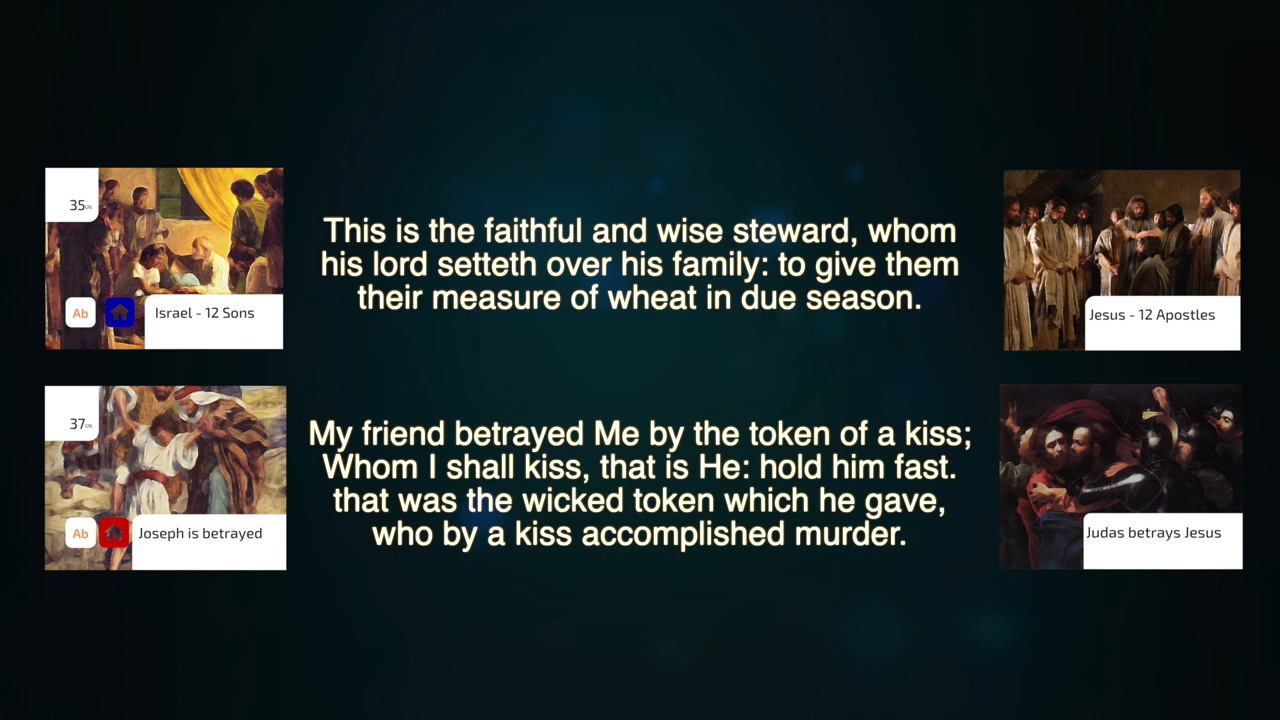 35GN.
Ab
Israel - 12 Sons
This is the faithful and wise steward, whom
his lord setteth over his family: to give them
their measure of wheat in due season.
Jesus - 12 Apostles
37GN.
Ab
Joseph is betrayed
My friend betrayed Me by the token of a kiss;
Whom I shall kiss, that is He: hold him fast.
that was the wicked token which he gave,
who by a kiss accomplished murder.
Judas betrays Jesus